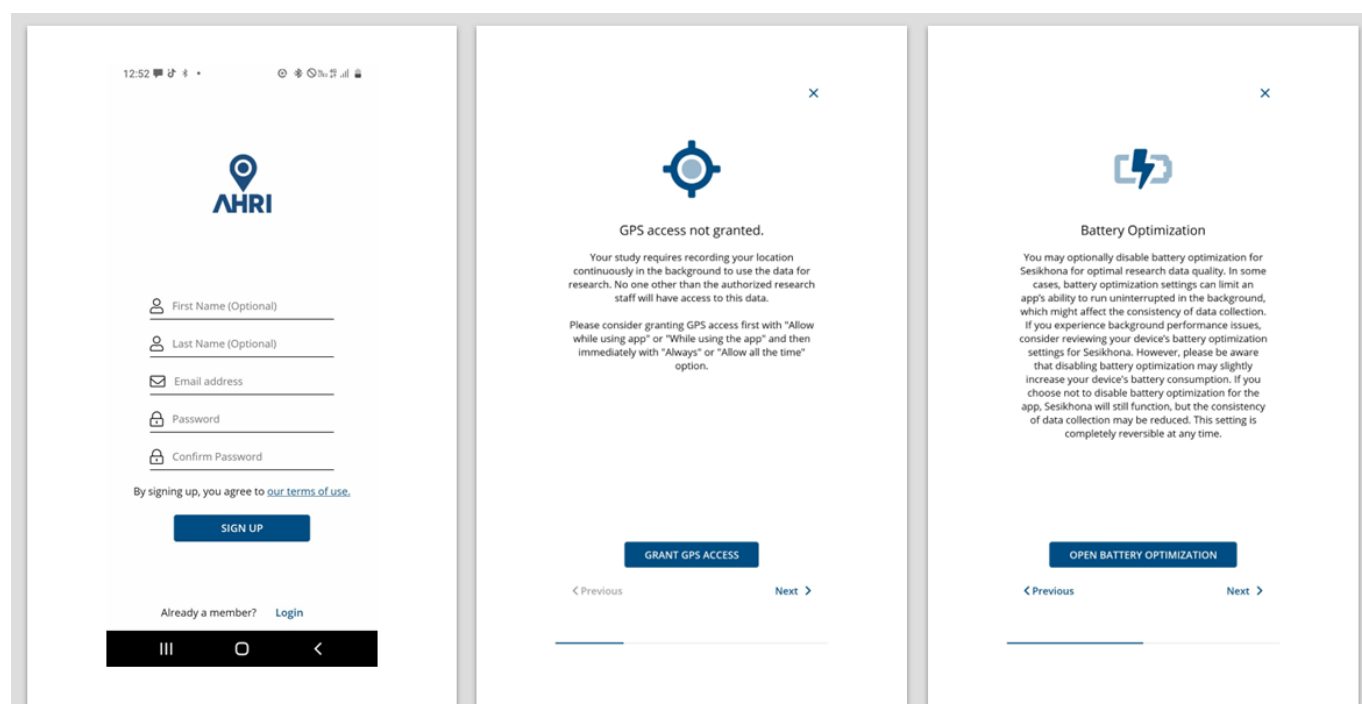 12:52
AHRI
First Name (Optional)
Last Name (Optional)
Email address
Password
Confirm Password
By signing up, you agree to our terms of use.
SIGN UP
Already a member? Login
GPS access not granted.
Your study requires recording your location
continuously in the background to use the data for
research. No one other than the authorized research
staff will have access to this data.
Please consider granting GPS access first with "Allow
while using app" or "While using the app" and then
immediately with "Always" or "Allow all the time"
option.
GRANT GPS ACCESS
Previous Next
Battery Optimization
You may optionally disable battery optimization for
Sesikhona for optimal research data quality. In some
cases, battery optimization settings can limit an
app's ability to run uninterrupted in the background,
which might affect the consistency of data collection.
If you experience background performance issues,
consider reviewing your device's battery optimization
settings for Sesikhona. However, please be aware
that disabling battery optimization may slightly
increase your device's battery consumption. If you
choose not to disable battery optimization for the
app, Sesikhona will still function, but the consistency
of data collection may be reduced. This setting is
completely reversible at any time.
OPEN BATTERY OPTIMIZATION
Previous Next